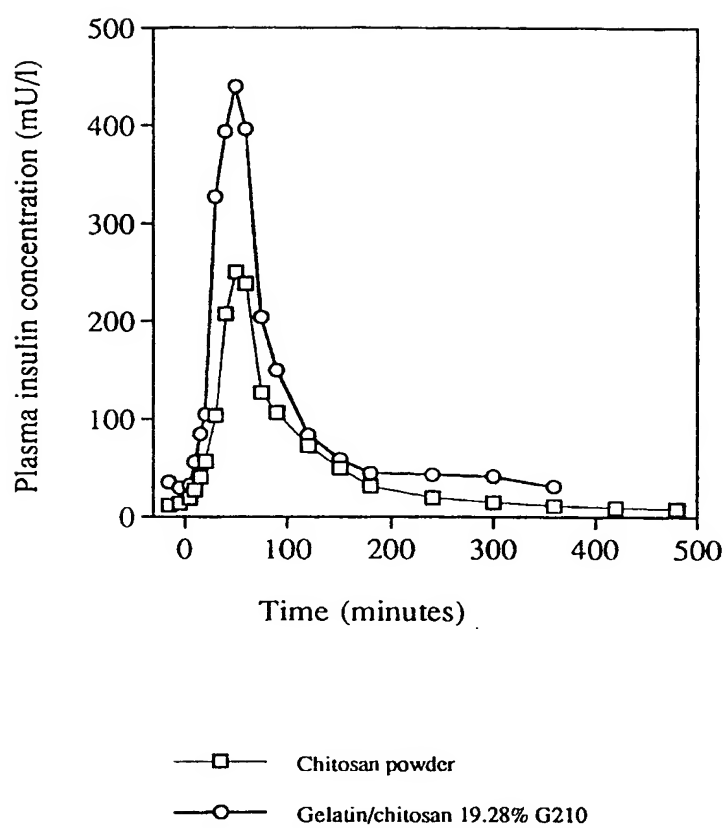 500
400
300
200
100
0
Plasma insulin concentration (mU/l)
0 100 200 300 400 500
Time (minutes)
Chitosan powder
Gelatin/chitosan 19.28% G210